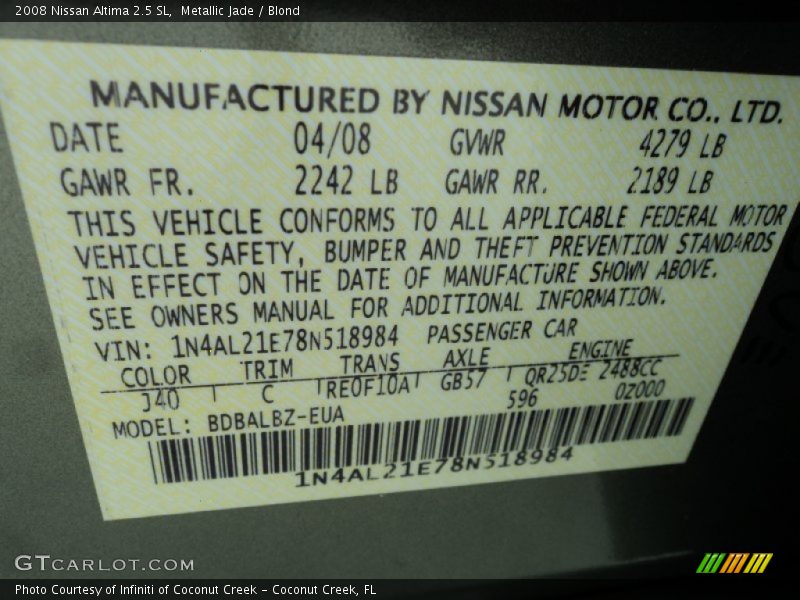 2008 Nissan Altima 2.5 SL, Metallic Jade / Blond
MANUFACTURED BY NISSAN MOTOR CO., LTD.
DATE 04/08 GVWR 4279 LB
GAWR FR. 2242 LB GAWR RR. 2189 LB
THIS VEHICLE CONFORMS TO ALL APPLICABLE FEDERAL MOTOR
VEHICLE SAFETY, BUMPER AND THEFT PREVENTION STANDARDS
IN EFFECT ON THE DATE OF MANUFACTURE SHOWN ABOVE.
SEE OWNERS MANUAL FOR ADDITIONAL INFORMATION.
VIN: 1N4AL21E78N518984 PASSENGER CAR
COLOR TRIM TRANS AXLE ENGINE
J40 C RE0F10A GB57 QR25DE 2488CC
596 0Z000
MODEL: BDBALBZ-EUA
1N4AL21E78N518984
GTCARLOT.COM
Photo Courtesy of Infiniti of Coconut Creek – Coconut Creek, FL